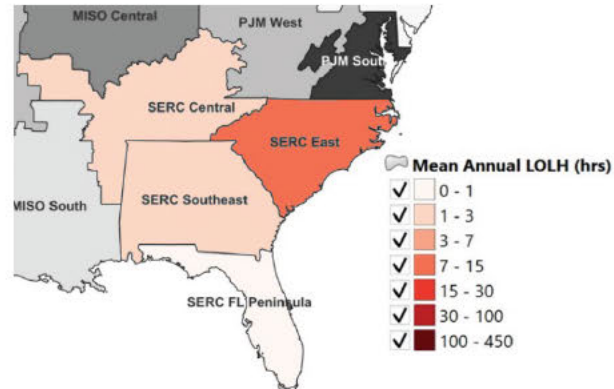 MISO Central
PJM West
PJM South
SERC Central
SERC East
MISO South
SERC Southeast
SERC FL Peninsula
Mean Annual LOLH (hrs)
0 - 1
1 - 3
3 - 7
7 - 15
15 - 30
30 - 100
100 - 450